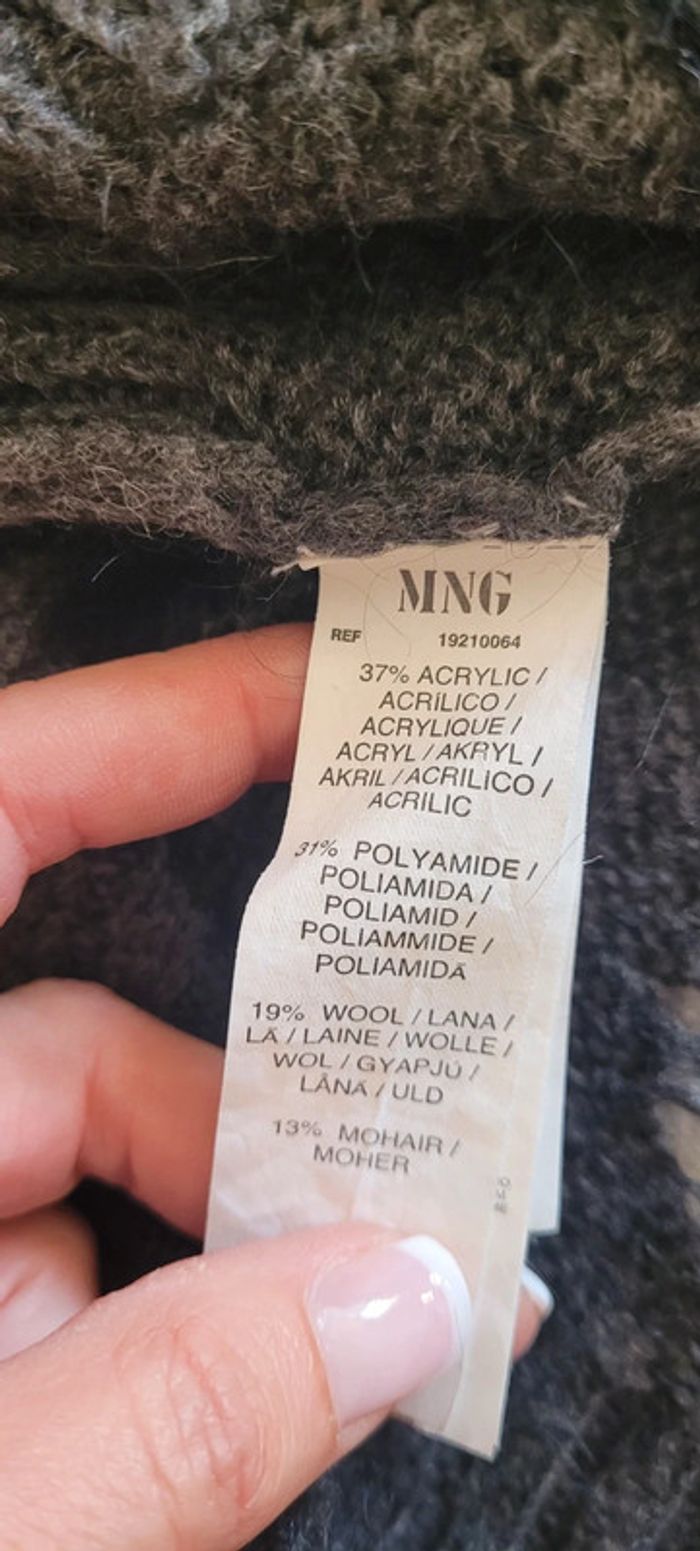 MNG
REF 19210064
37% ACRYLIC /
ACRÍLICO /
ACRYLIQUE /
ACRYL / AKRYL /
AKRIL / ACRILICO /
ACRILIC
31% POLYAMIDE /
POLIAMIDA /
POLIAMID /
POLIAMMIDE /
POLIAMIDĂ
19% WOOL / LANA /
LÃ / LAINE / WOLLE /
WOL / GYAPJÚ /
LÂNĂ / ULD
13% MOHAIR /
MOHER